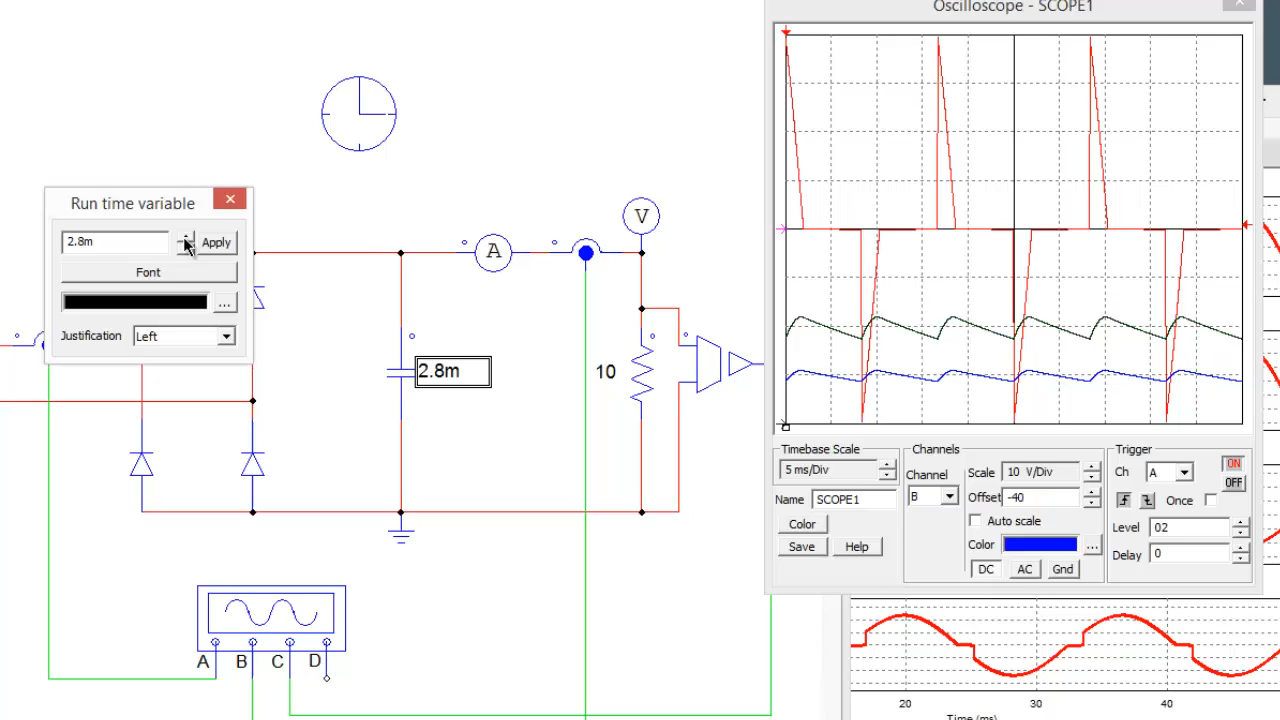 Oscilloscope - SCOPE1
Run time variable
2.8m
Apply
Font
...
Justification
Left
A
V
2.8m
10
A B C D
Timebase Scale
5 ms/Div
Name SCOPE1
Color
Save Help
Channels
Channel
B
Scale 10 V/Div
Offset -40
Auto scale
Color ...
DC AC Gnd
Trigger
Ch A
ON
OFF
Once
Level 02
Delay 0
20 30 40
Time (ms)